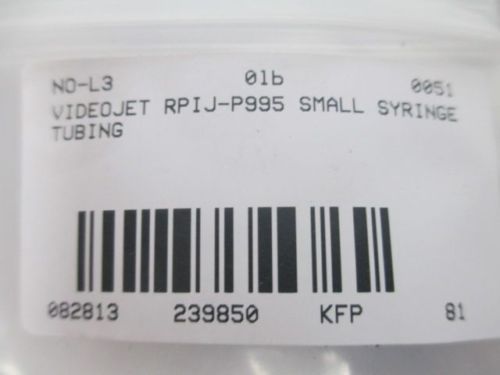 NO-L3 01b 0051
VIDEOJET RPIJ-P995 SMALL SYRINGE
TUBING
082813 239850 KFP 81